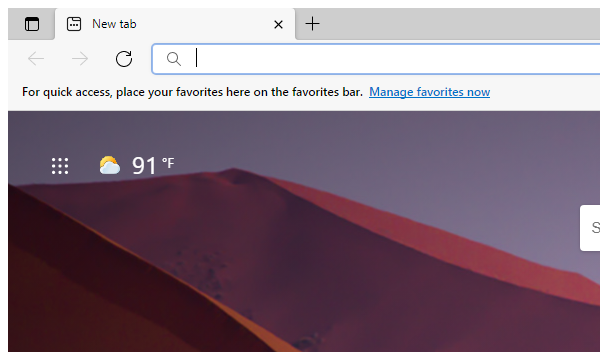 New tab
For quick access, place your favorites here on the favorites bar. Manage favorites now
91 °F
S